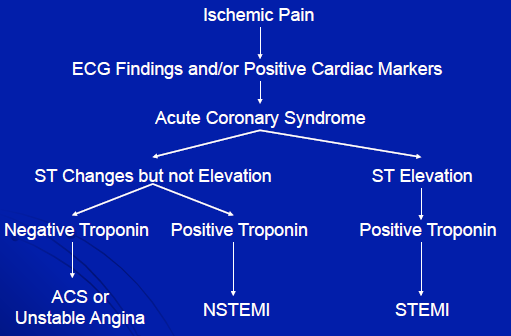 Ischemic Pain
ECG Findings and/or Positive Cardiac Markers
Acute Coronary Syndrome
ST Changes but not Elevation
ST Elevation
Negative Troponin
Positive Troponin
Positive Troponin
ACS or
Unstable Angina
NSTEMI
STEMI